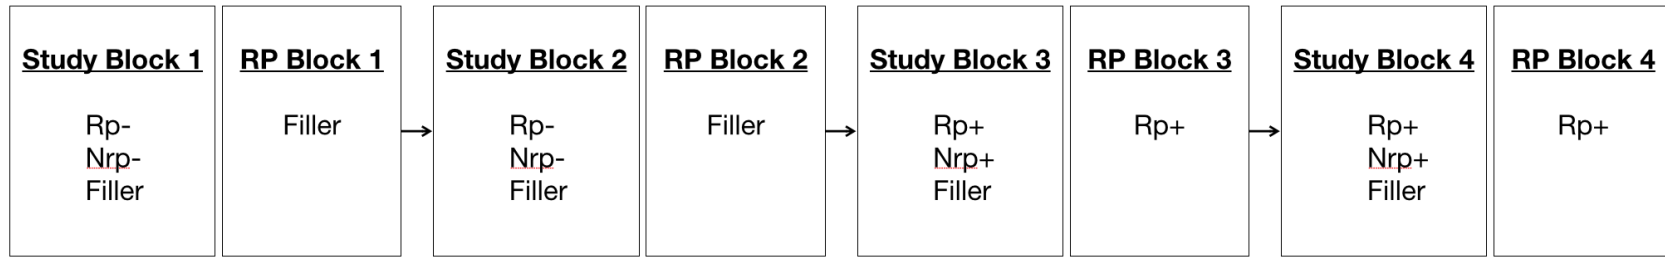 Study Block 1
Rp-
Nrp-
Filler
RP Block 1
Filler
Study Block 2
Rp-
Nrp-
Filler
RP Block 2
Filler
Study Block 3
Rp+
Nrp+
Filler
RP Block 3
Rp+
Study Block 4
Rp+
Nrp+
Filler
RP Block 4
Rp+